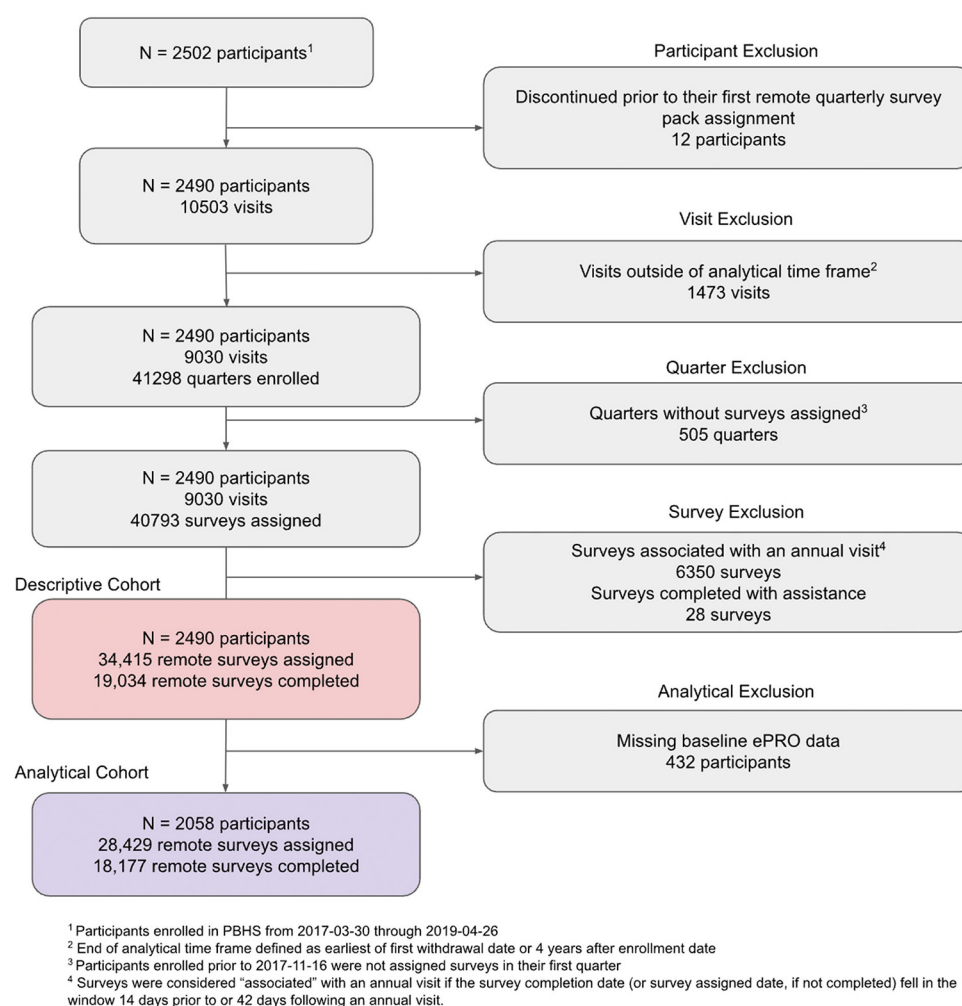 N = 2502 participants¹
Participant Exclusion
Discontinued prior to their first remote quarterly survey
pack assignment
12 participants
N = 2490 participants
10503 visits
Visit Exclusion
Visits outside of analytical time frame²
1473 visits
N = 2490 participants
9030 visits
41298 quarters enrolled
Quarter Exclusion
Quarters without surveys assigned³
505 quarters
N = 2490 participants
9030 visits
40793 surveys assigned
Survey Exclusion
Surveys associated with an annual visit⁴
6350 surveys
Surveys completed with assistance
28 surveys
Descriptive Cohort
N = 2490 participants
34,415 remote surveys assigned
19,034 remote surveys completed
Analytical Exclusion
Missing baseline ePRO data
432 participants
Analytical Cohort
N = 2058 participants
28,429 remote surveys assigned
18,177 remote surveys completed
¹ Participants enrolled in PBHS from 2017-03-30 through 2019-04-26
² End of analytical time frame defined as earliest of first withdrawal date or 4 years after enrollment date
³ Participants enrolled prior to 2017-11-16 were not assigned surveys in their first quarter
⁴ Surveys were considered “associated” with an annual visit if the survey completion date (or survey assigned date, if not completed) fell in the
window 14 days prior to or 42 days following an annual visit.